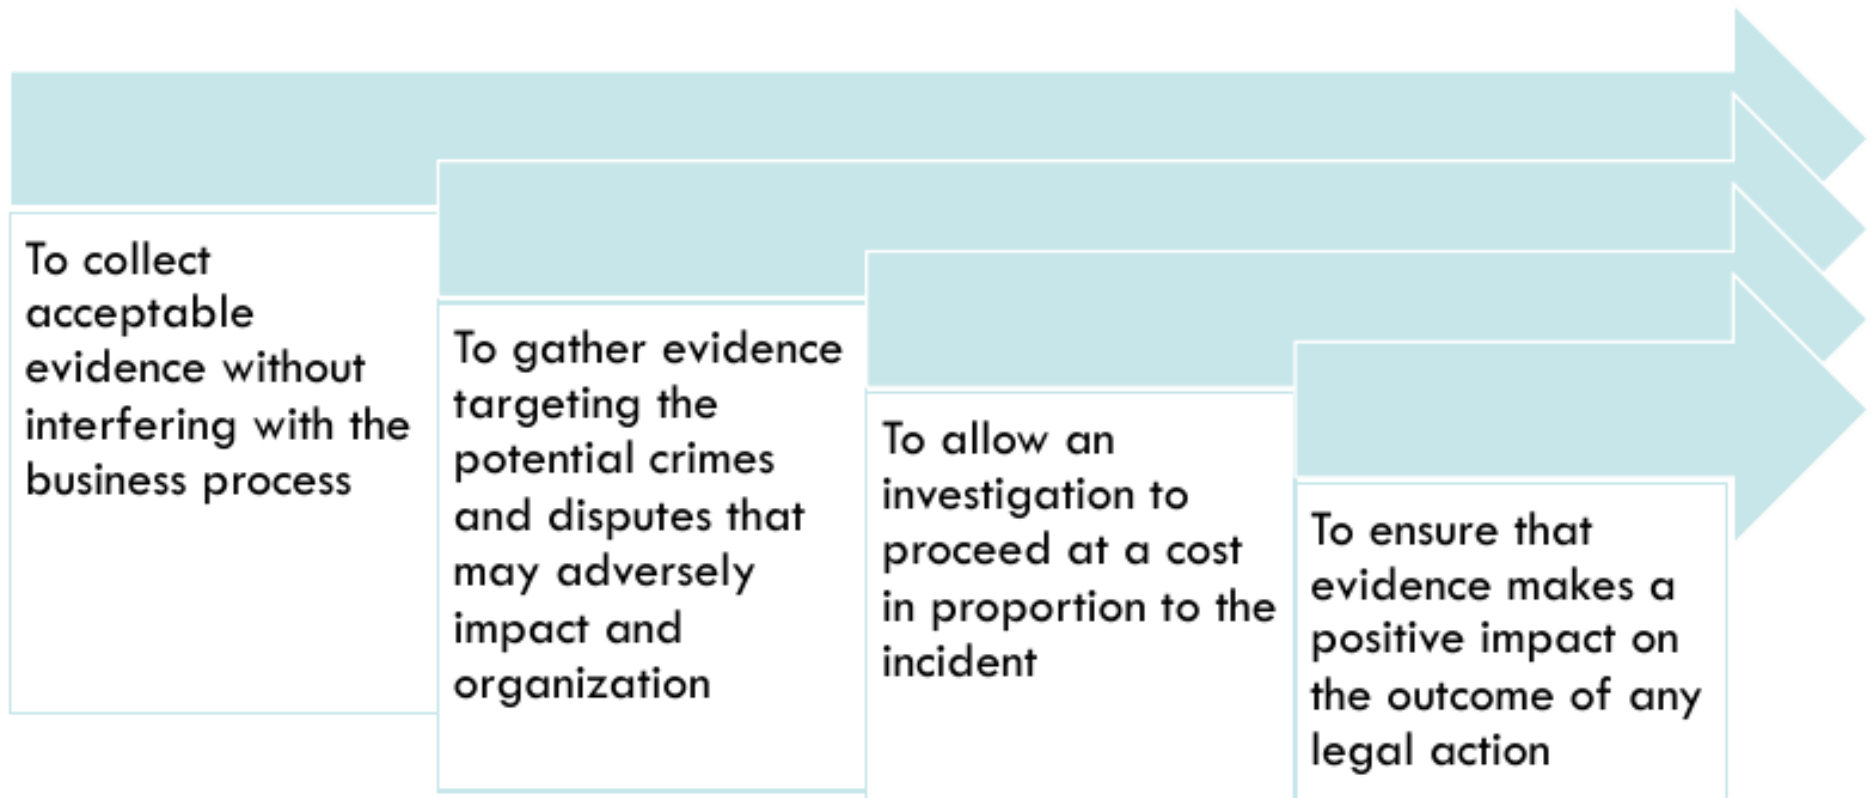 To collect
acceptable
evidence without
interfering with the
business process
To gather evidence
targeting the
potential crimes
and disputes that
may adversely
impact and
organization
To allow an
investigation to
proceed at a cost
in proportion to the
incident
To ensure that
evidence makes a
positive impact on
the outcome of any
legal action